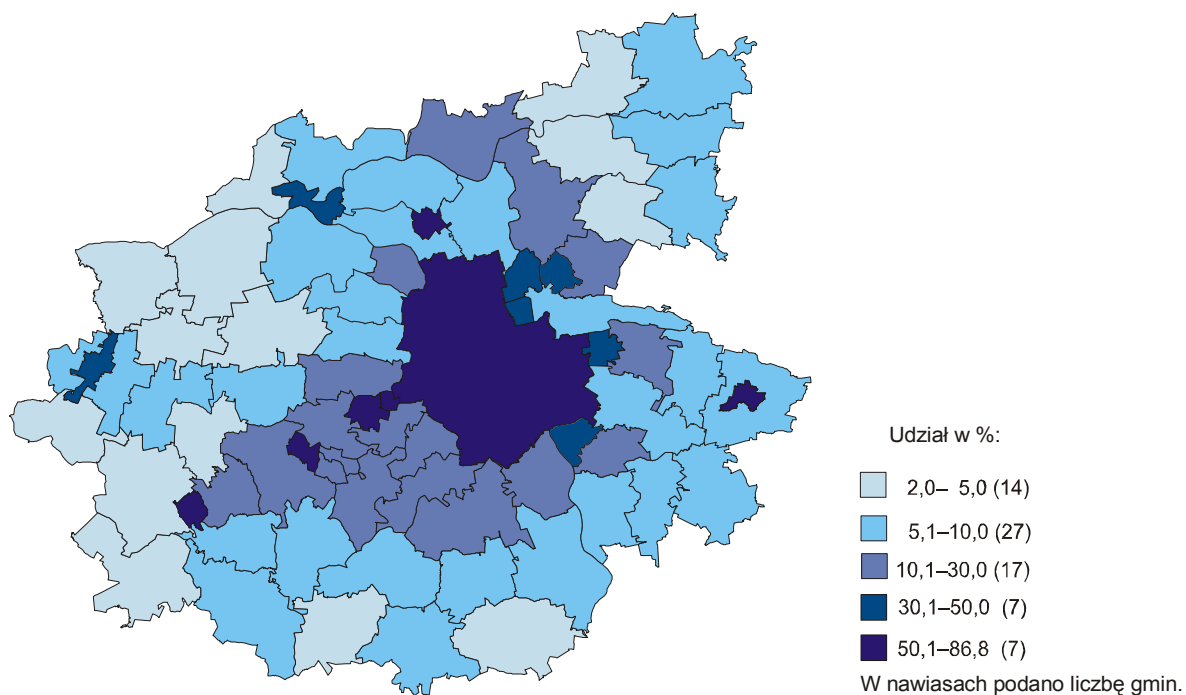 Udział w %:
2,0– 5,0 (14)
5,1–10,0 (27)
10,1–30,0 (17)
30,1–50,0 (7)
50,1–86,8 (7)
W nawiasach podano liczbę gmin.